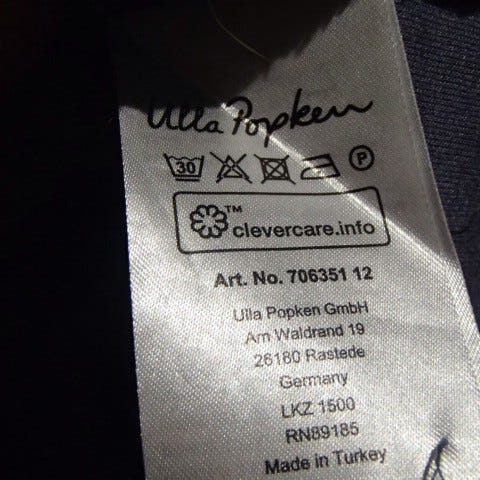 Ulla Popken
30 P
™
clevercare.info
Art. No. 706351 12
Ulla Popken GmbH
Am Waldrand 19
26180 Rastede
Germany
LKZ 1500
RN89185
Made in Turkey